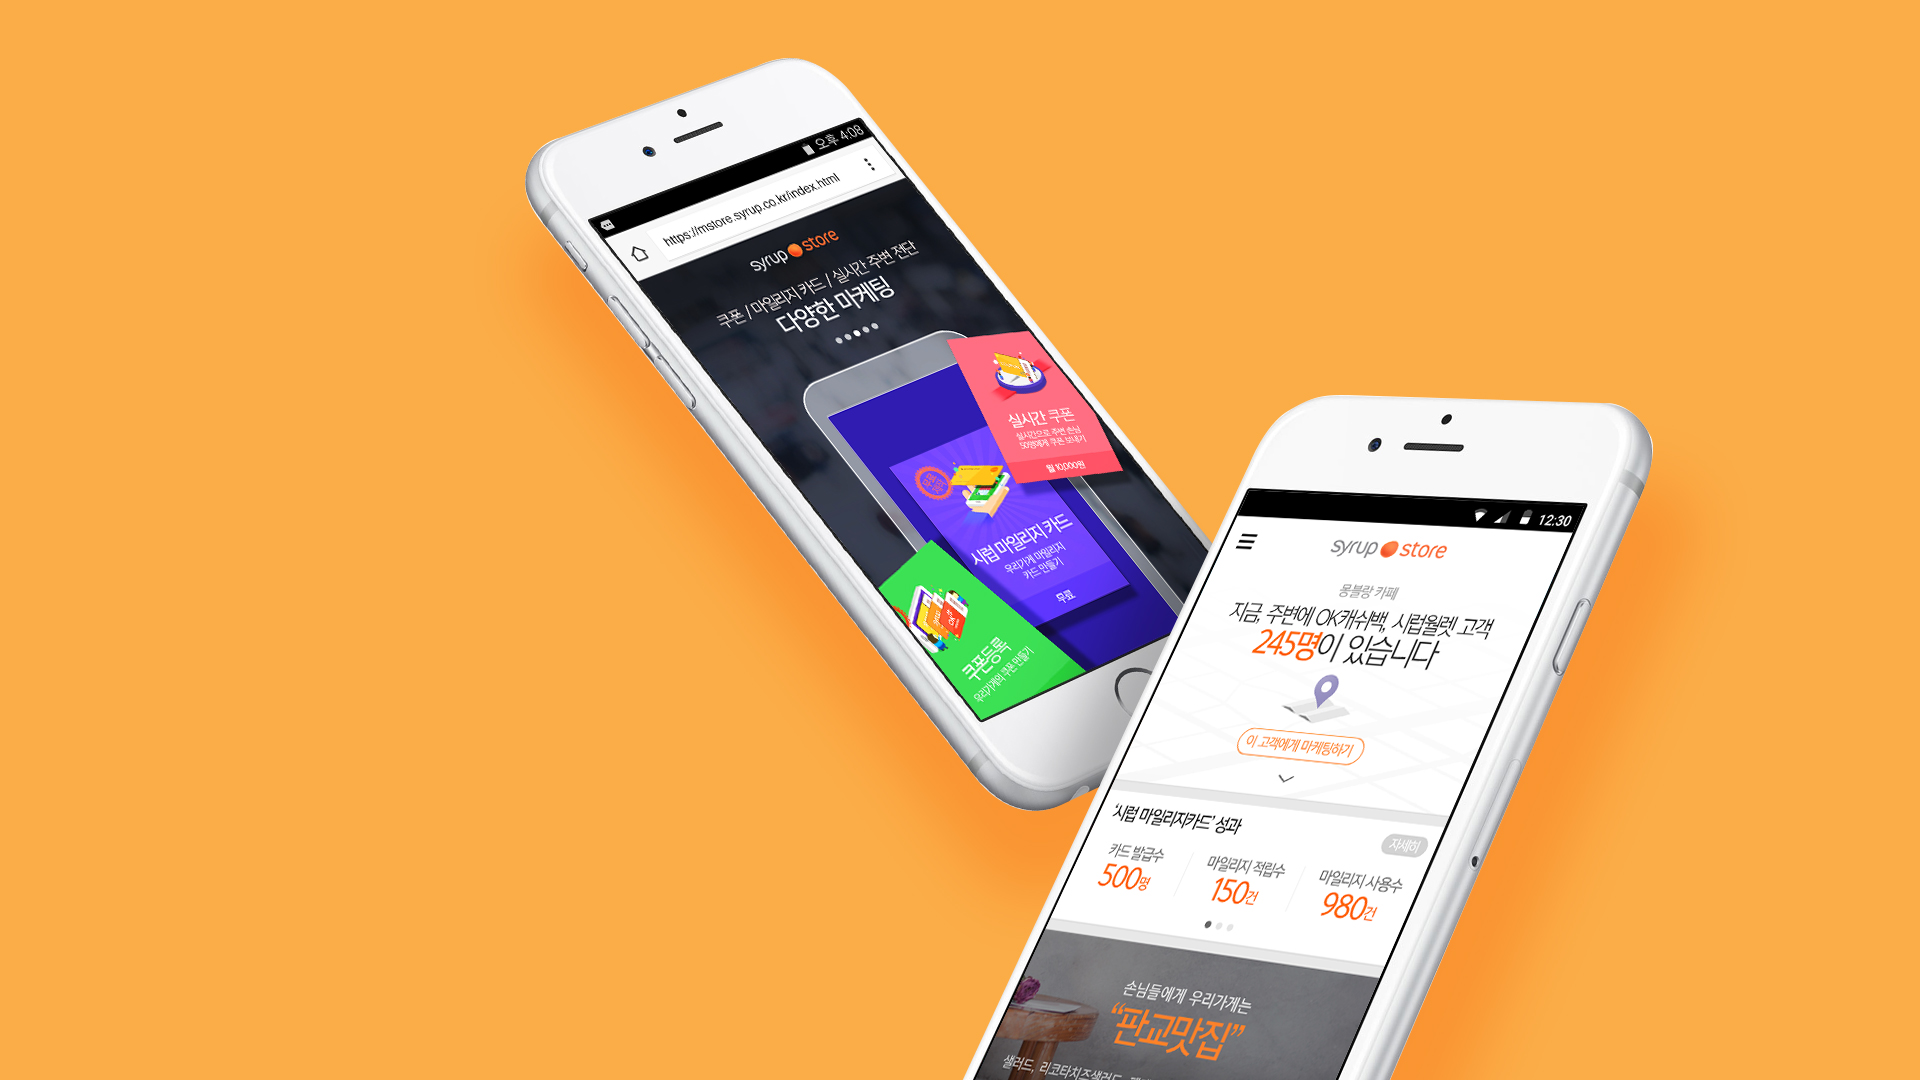 오후 4:08
https://mstore.syrup.co.kr/index.html
syrup store
쿠폰 / 마일리지 카드 / 실시간 주변 전단
다양한 마케팅
실시간 쿠폰
실시간으로 주변 손님
50명에게 쿠폰 보내기
월 10,000원
시럽 마일리지 카드
우리가게 마일리지
카드 만들기
무료
쿠폰등록
우리가게의 쿠폰 만들기
12:30
syrup store
몽블랑 카페
지금, 주변에 OK캐쉬백, 시럽월렛 고객
245명이 있습니다
이 고객에게 마케팅하기
‘시럽 마일리지카드’ 성과
자세히
카드 발급수
500명
마일리지 적립수
150건
마일리지 사용수
980건
손님들에게 우리가게는
“판교맛집”
샐러드, 리코타치즈샐러드,